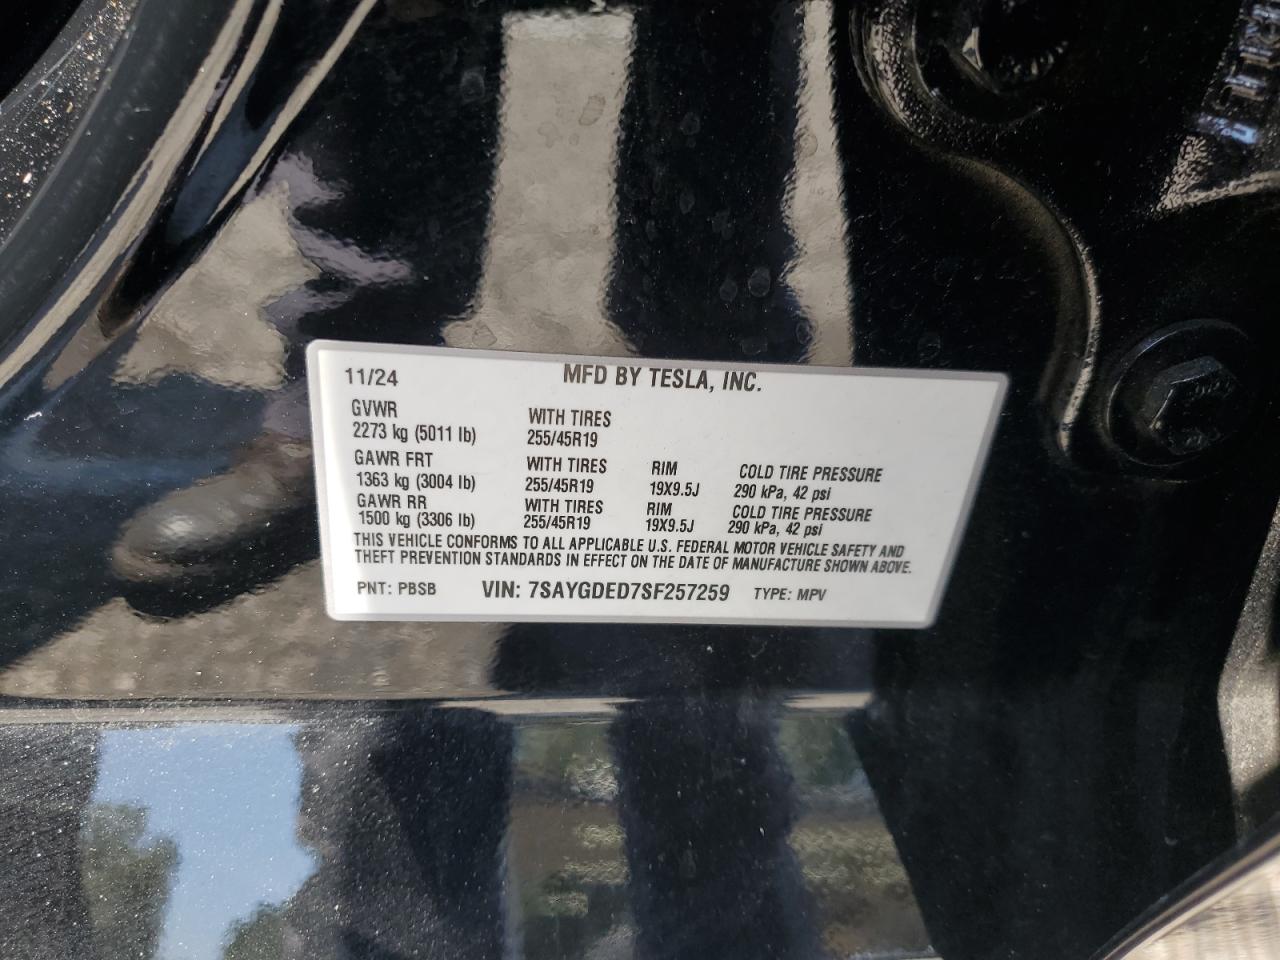 11/24 MFD BY TESLA, INC.
GVWR WITH TIRES
2273 kg (5011 lb) 255/45R19
GAWR FRT WITH TIRES RIM COLD TIRE PRESSURE
1363 kg (3004 lb) 255/45R19 19X9.5J 290 kPa, 42 psi
GAWR RR WITH TIRES RIM COLD TIRE PRESSURE
1500 kg (3306 lb) 255/45R19 19X9.5J 290 kPa, 42 psi
THIS VEHICLE CONFORMS TO ALL APPLICABLE U.S. FEDERAL MOTOR VEHICLE SAFETY AND
THEFT PREVENTION STANDARDS IN EFFECT ON THE DATE OF MANUFACTURE SHOWN ABOVE.
PNT: PBSB VIN: 7SAYGDED7SF257259 TYPE: MPV